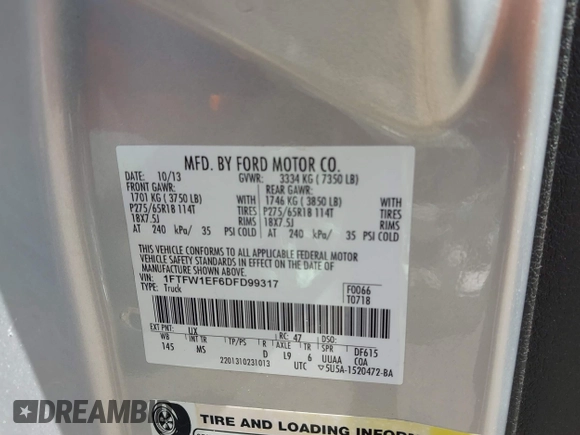 MFD. BY FORD MOTOR CO.
DATE: 10/13 GVWR: 3334 KG (7350 LB)
FRONT GAWR: REAR GAWR:
1701 KG (3750 LB) WITH 1746 KG (3850 LB) WITH
P275/65R18 114T TIRES P275/65R18 114T TIRES
18X7.5J RIMS 18X7.5J RIMS
AT 240 kPa/ 35 PSI COLD AT 240 kPa/ 35 PSI COLD
THIS VEHICLE CONFORMS TO ALL APPLICABLE FEDERAL MOTOR
VEHICLE SAFETY STANDARDS IN EFFECT ON THE DATE OF
MANUFACTURE SHOWN ABOVE.
VIN: 1FTFW1EF6DFD99317 F0066
TYPE: Truck T0718
EXT PNT: UX RC: 47 DSO:
WB INT TR TP/PS R AXLE TR SPR DF615
145 MS D L9 6 UUAA COA
2201310231013 UTC 5U5A-1520472-BA
TIRE AND LOADING
©DREAMBID